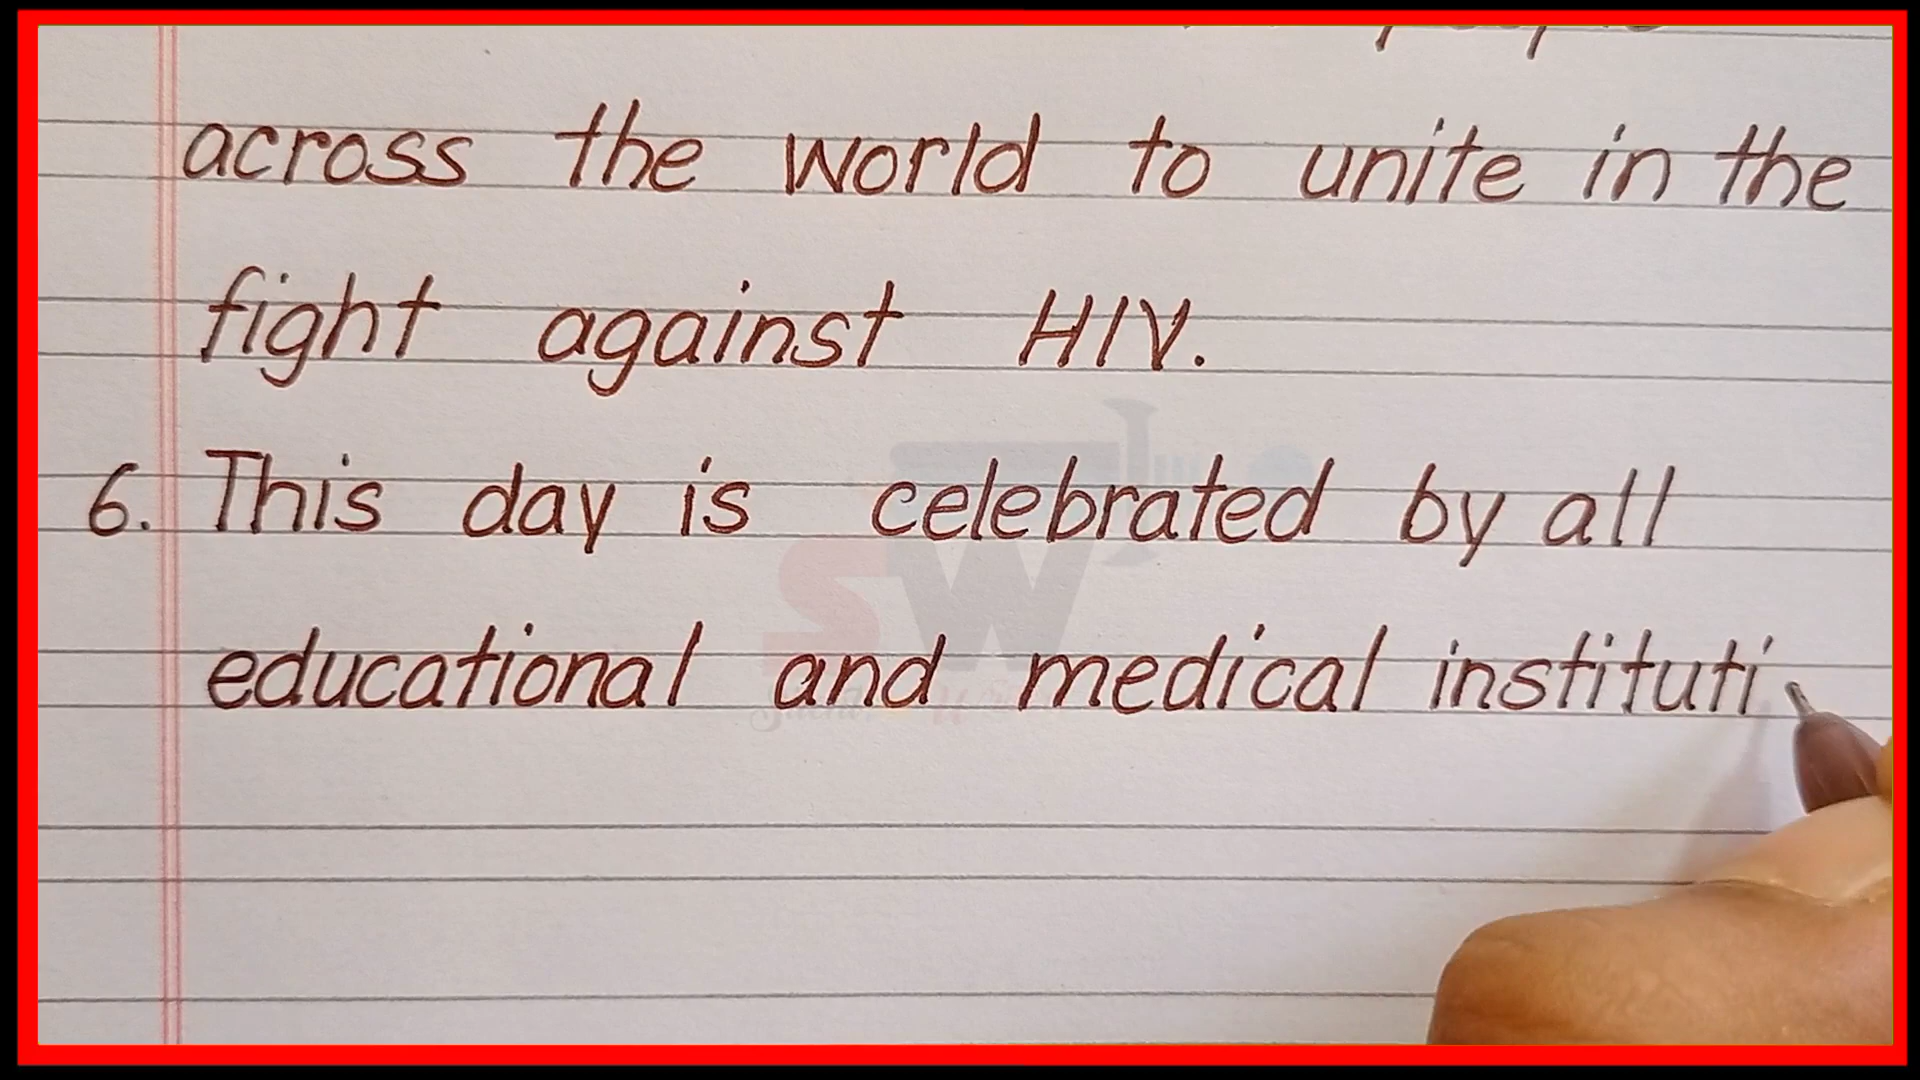 across the world to unite in the
fight against HIV.
6. This day is celebrated by all
educational and medical instituti
SW